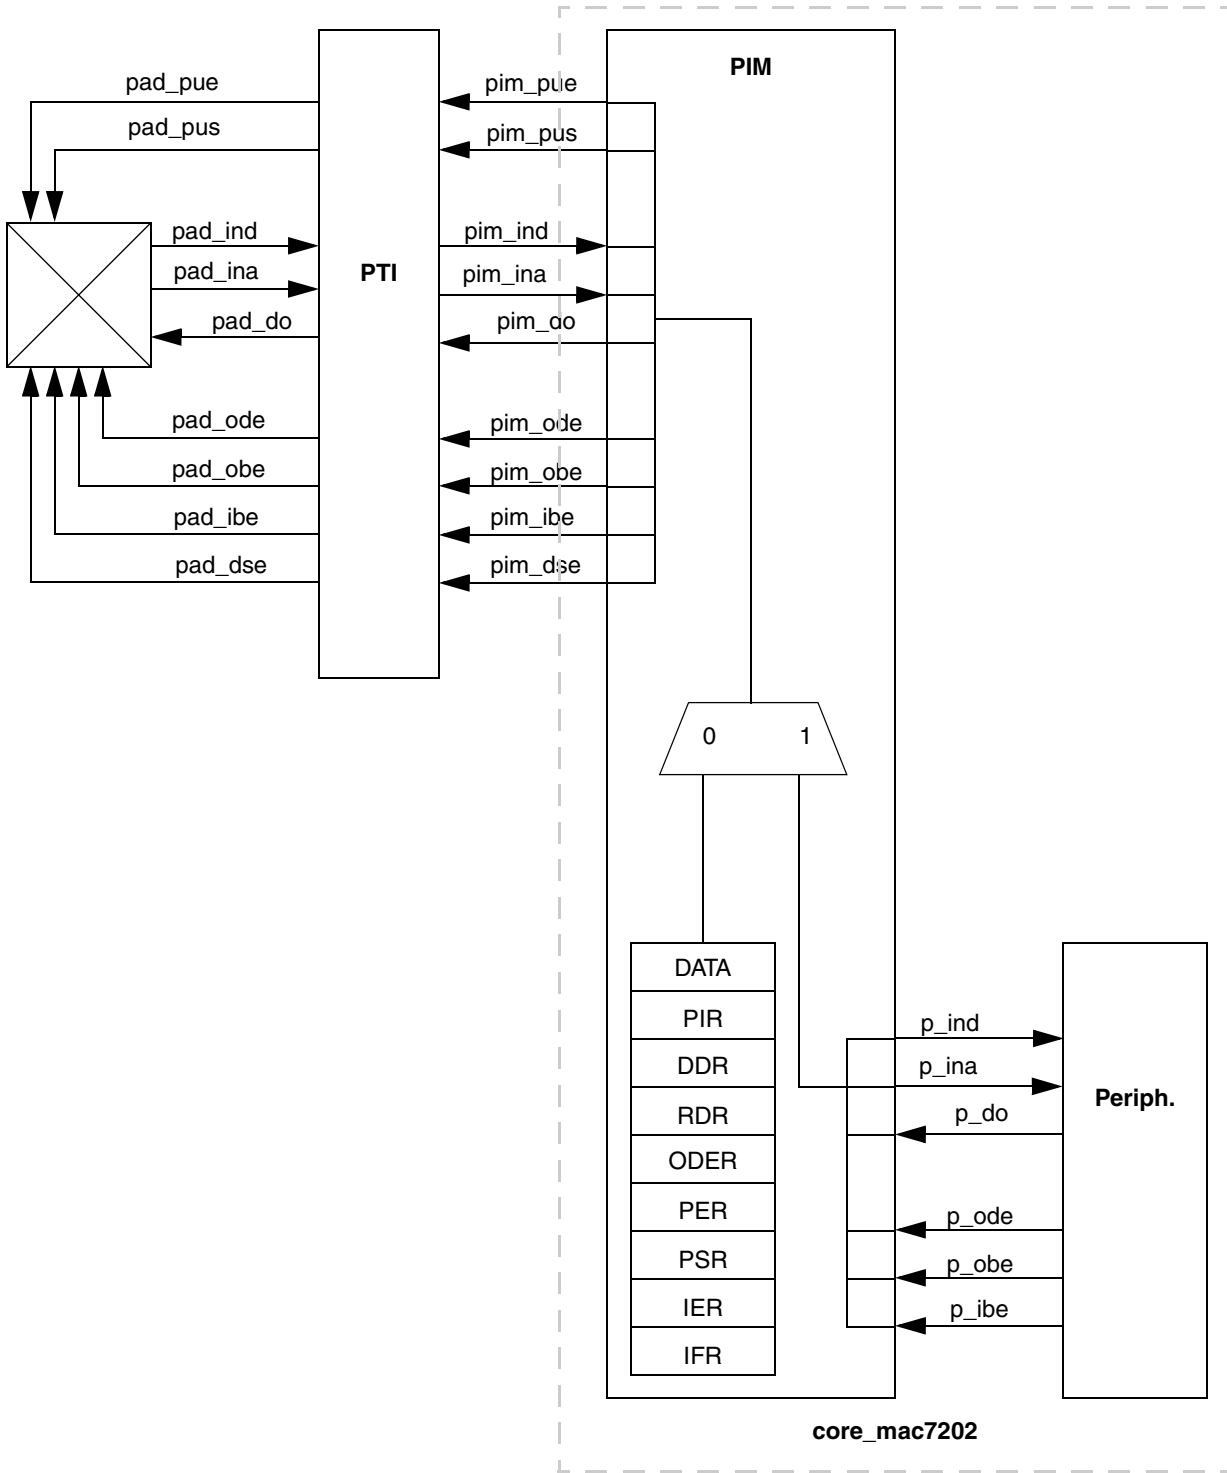 PIM
pad_pue
pim_pue
pad_pus
pim_pus
pad_ind
pim_ind
pad_ina
PTI
pim_ina
pad_do
pim_do
pad_ode
pim_ode
pad_obe
pim_obe
pad_ibe
pim_ibe
pad_dse
pim_dse
0 1
DATA
PIR
p_ind
DDR
p_ina
Periph.
RDR
p_do
ODER
PER
p_ode
PSR
p_obe
IER
p_ibe
IFR
core_mac7202